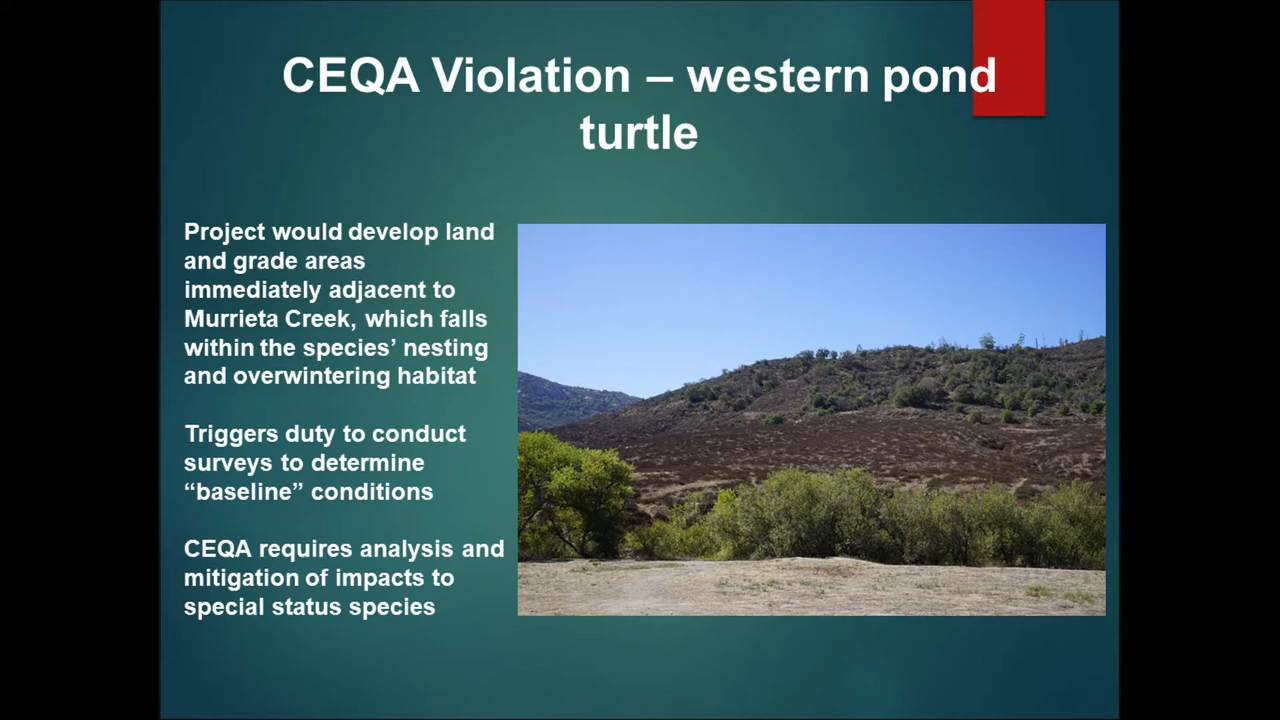 CEQA Violation – western pond
turtle
Project would develop land
and grade areas
immediately adjacent to
Murrieta Creek, which falls
within the species’ nesting
and overwintering habitat
Triggers duty to conduct
surveys to determine
“baseline” conditions
CEQA requires analysis and
mitigation of impacts to
special status species